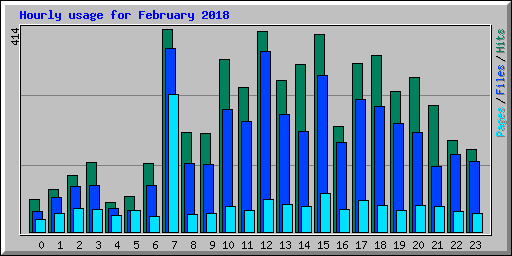 Hourly usage for February 2018
414
Pages/Files/Hits
0 1 2 3 4 5 6 7 8 9 10 11 12 13 14 15 16 17 18 19 20 21 22 23